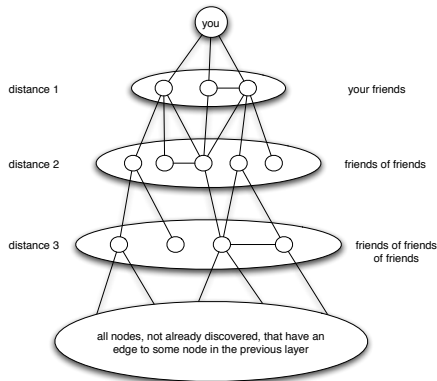 you
distance 1
your friends
distance 2
friends of friends
distance 3
friends of friends
of friends
all nodes, not already discovered, that have an
edge to some node in the previous layer